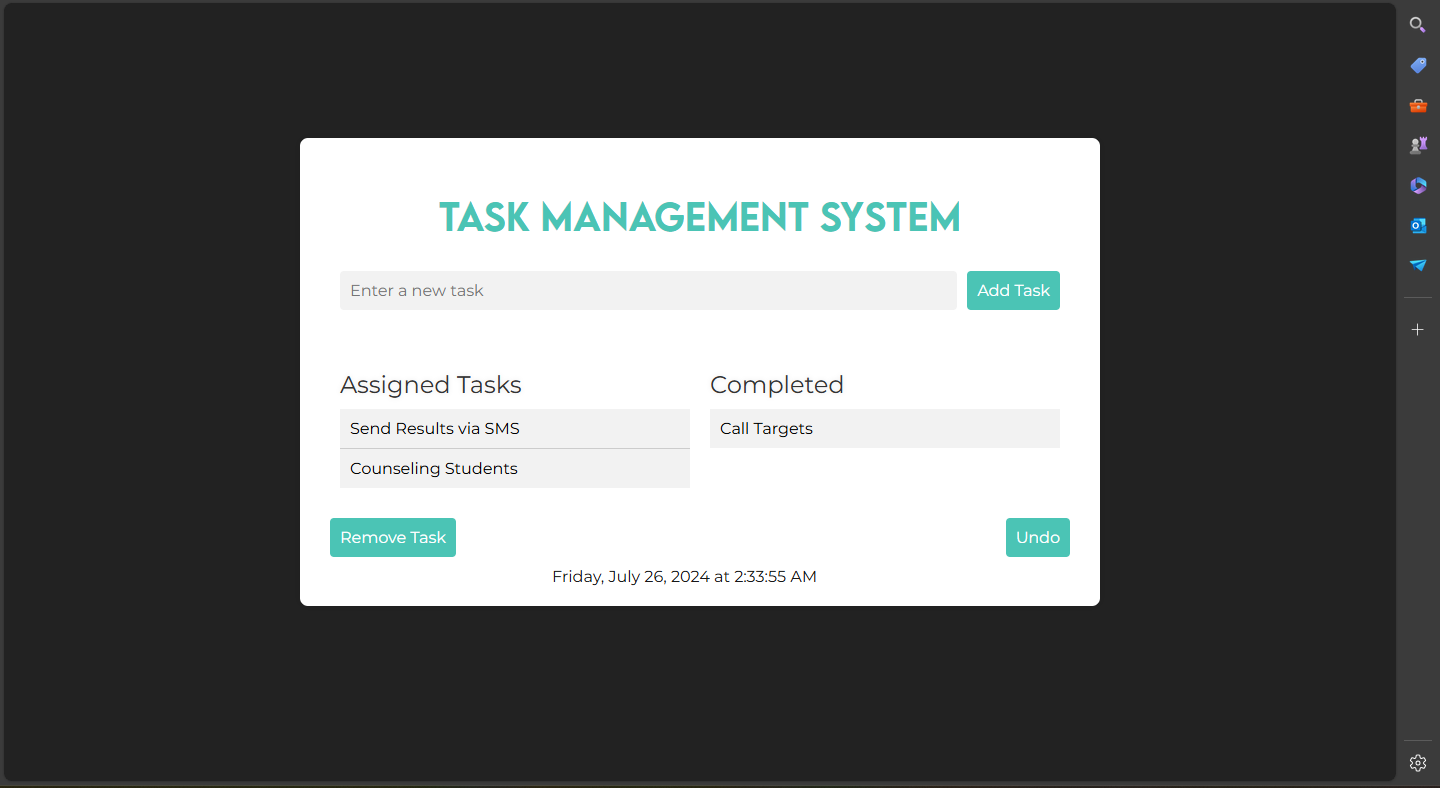 TASK MANAGEMENT SYSTEM
Enter a new task
Add Task
Assigned Tasks
Send Results via SMS
Counseling Students
Completed
Call Targets
Remove Task
Undo
Friday, July 26, 2024 at 2:33:55 AM